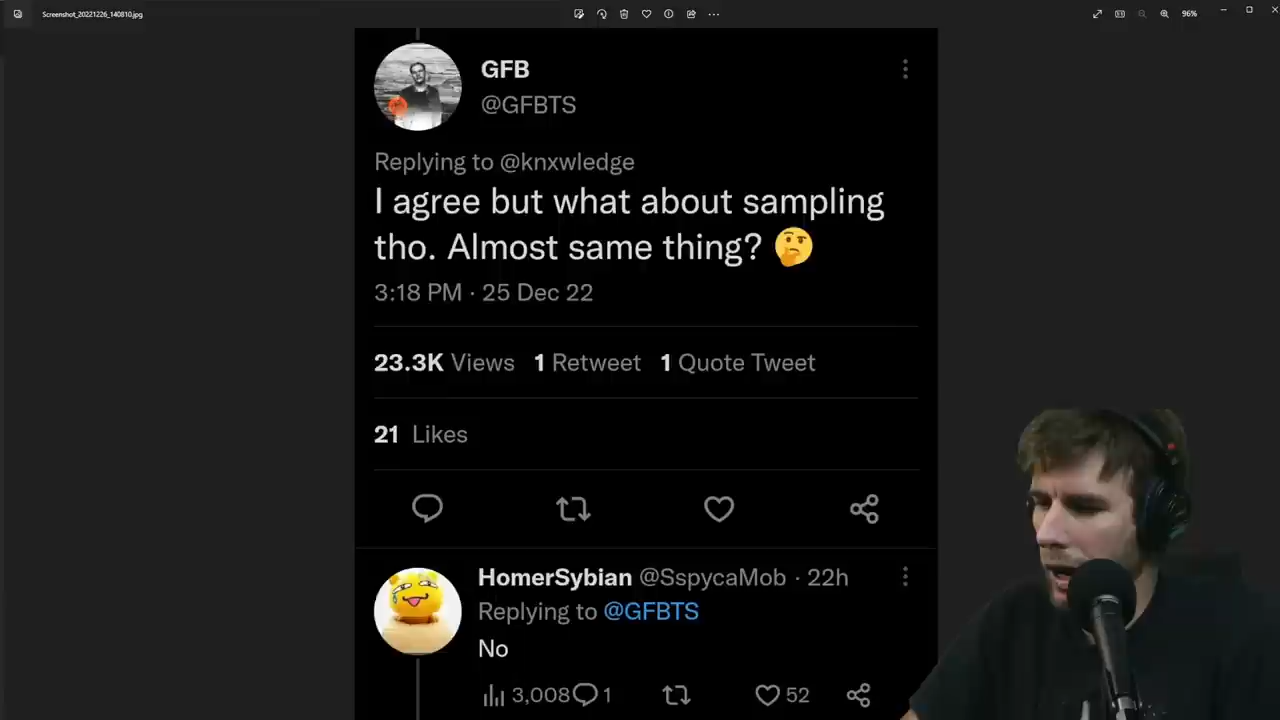 Screenshot_20221226_140810.jpg
96%
GFB
@GFBTS
Replying to @knxwledge
I agree but what about sampling
tho. Almost same thing? 🤔
3:18 PM · 25 Dec 22
23.3K Views 1 Retweet 1 Quote Tweet
21 Likes
HomerSybian @SspycaMob · 22h
Replying to @GFBTS
No
3,008 1 52